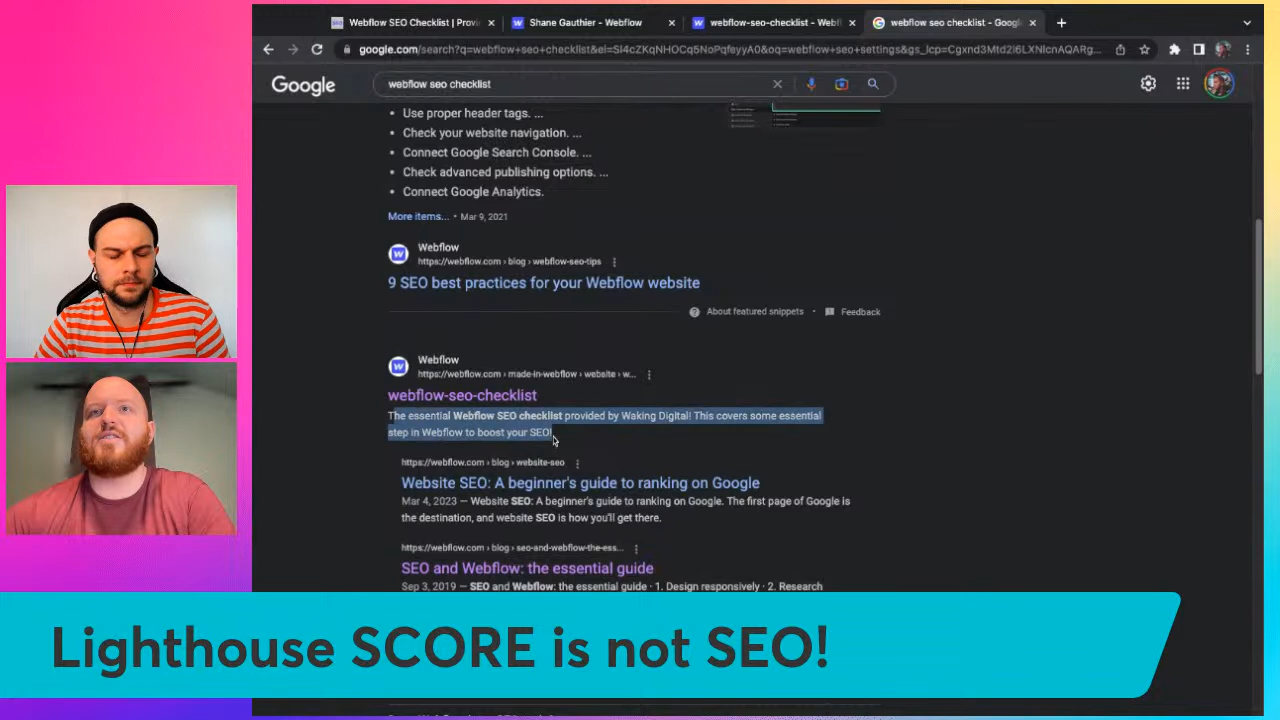 Webflow SEO Checklist | Provi
Shane Gauthier - Webflow
webflow-seo-checklist - Webf
webflow seo checklist - Goog
Google
webflow seo checklist
Use proper header tags. ...
Check your website navigation. ...
Connect Google Search Console. ...
Check advanced publishing options. ...
Connect Google Analytics.
More items... • Mar 9, 2021
Webflow
https://webflow.com › blog › webflow-seo-tips
9 SEO best practices for your Webflow website
About featured snippets
Feedback
Webflow
https://webflow.com › made-in-webflow › website › w...
webflow-seo-checklist
The essential Webflow SEO checklist provided by Waking Digital! This covers some essential
step in Webflow to boost your SEO!
https://webflow.com › blog › website-seo
Website SEO: A beginner's guide to ranking on Google
Mar 4, 2023 — Website SEO: A beginner's guide to ranking on Google. The first page of Google is
the destination, and website SEO is how you'll get there.
https://webflow.com › blog › seo-and-webflow-the-ess...
SEO and Webflow: the essential guide
Sep 3, 2019 — SEO and Webflow: the essential guide · 1. Design responsively · 2. Research
Lighthouse SCORE is not SEO!